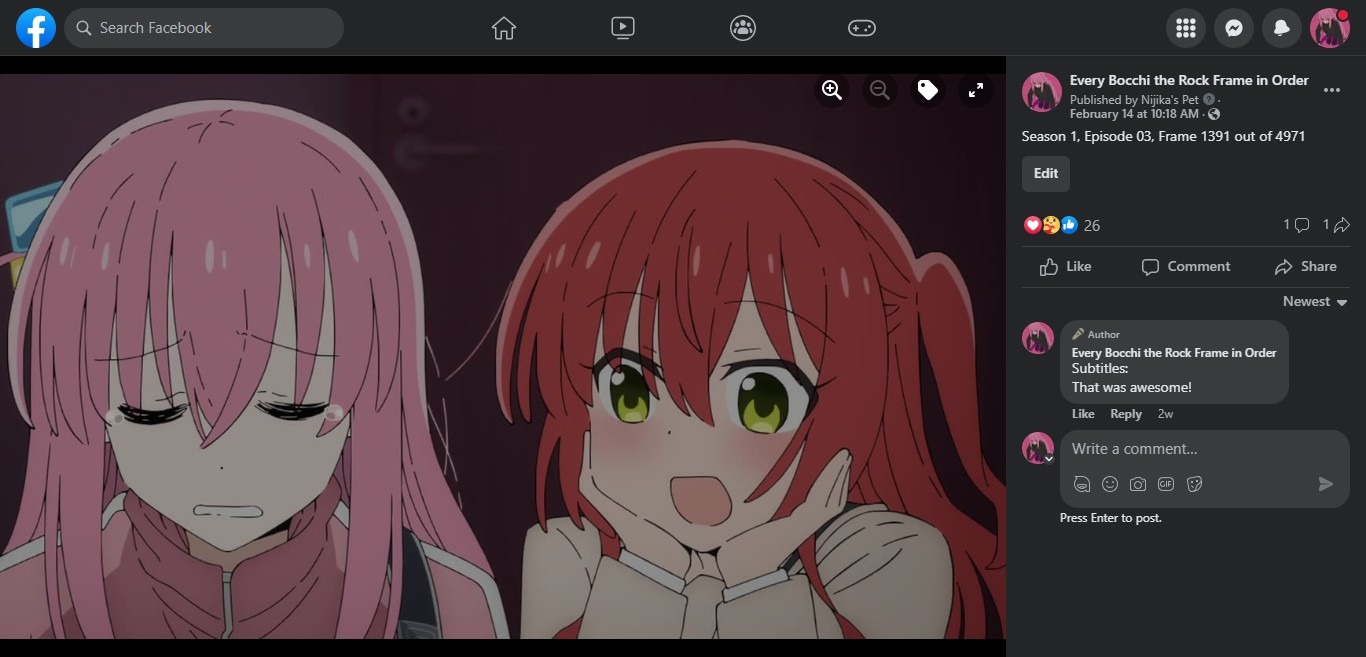 Search Facebook
Every Bocchi the Rock Frame in Order
Published by Nijika's Pet ·
February 14 at 10:18 AM ·
Season 1, Episode 03, Frame 1391 out of 4971
Edit
26
1
1
Like
Comment
Share
Newest
Author
Every Bocchi the Rock Frame in Order
Subtitles:
That was awesome!
Like Reply 2w
Write a comment...
GIF
Press Enter to post.